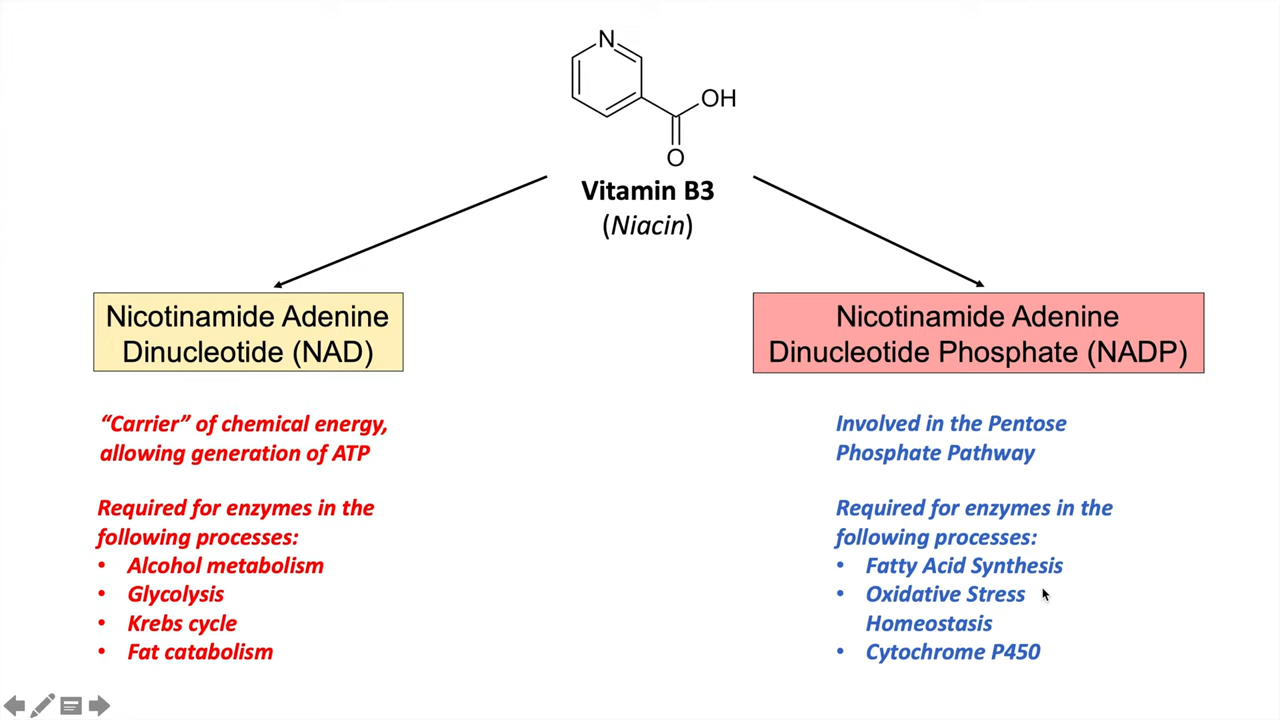 N
OH
O
Vitamin B3
(Niacin)
Nicotinamide Adenine
Dinucleotide (NAD)
“Carrier” of chemical energy,
allowing generation of ATP
Required for enzymes in the
following processes:
• Alcohol metabolism
• Glycolysis
• Krebs cycle
• Fat catabolism
Nicotinamide Adenine
Dinucleotide Phosphate (NADP)
Involved in the Pentose
Phosphate Pathway
Required for enzymes in the
following processes:
• Fatty Acid Synthesis
• Oxidative Stress
Homeostasis
• Cytochrome P450